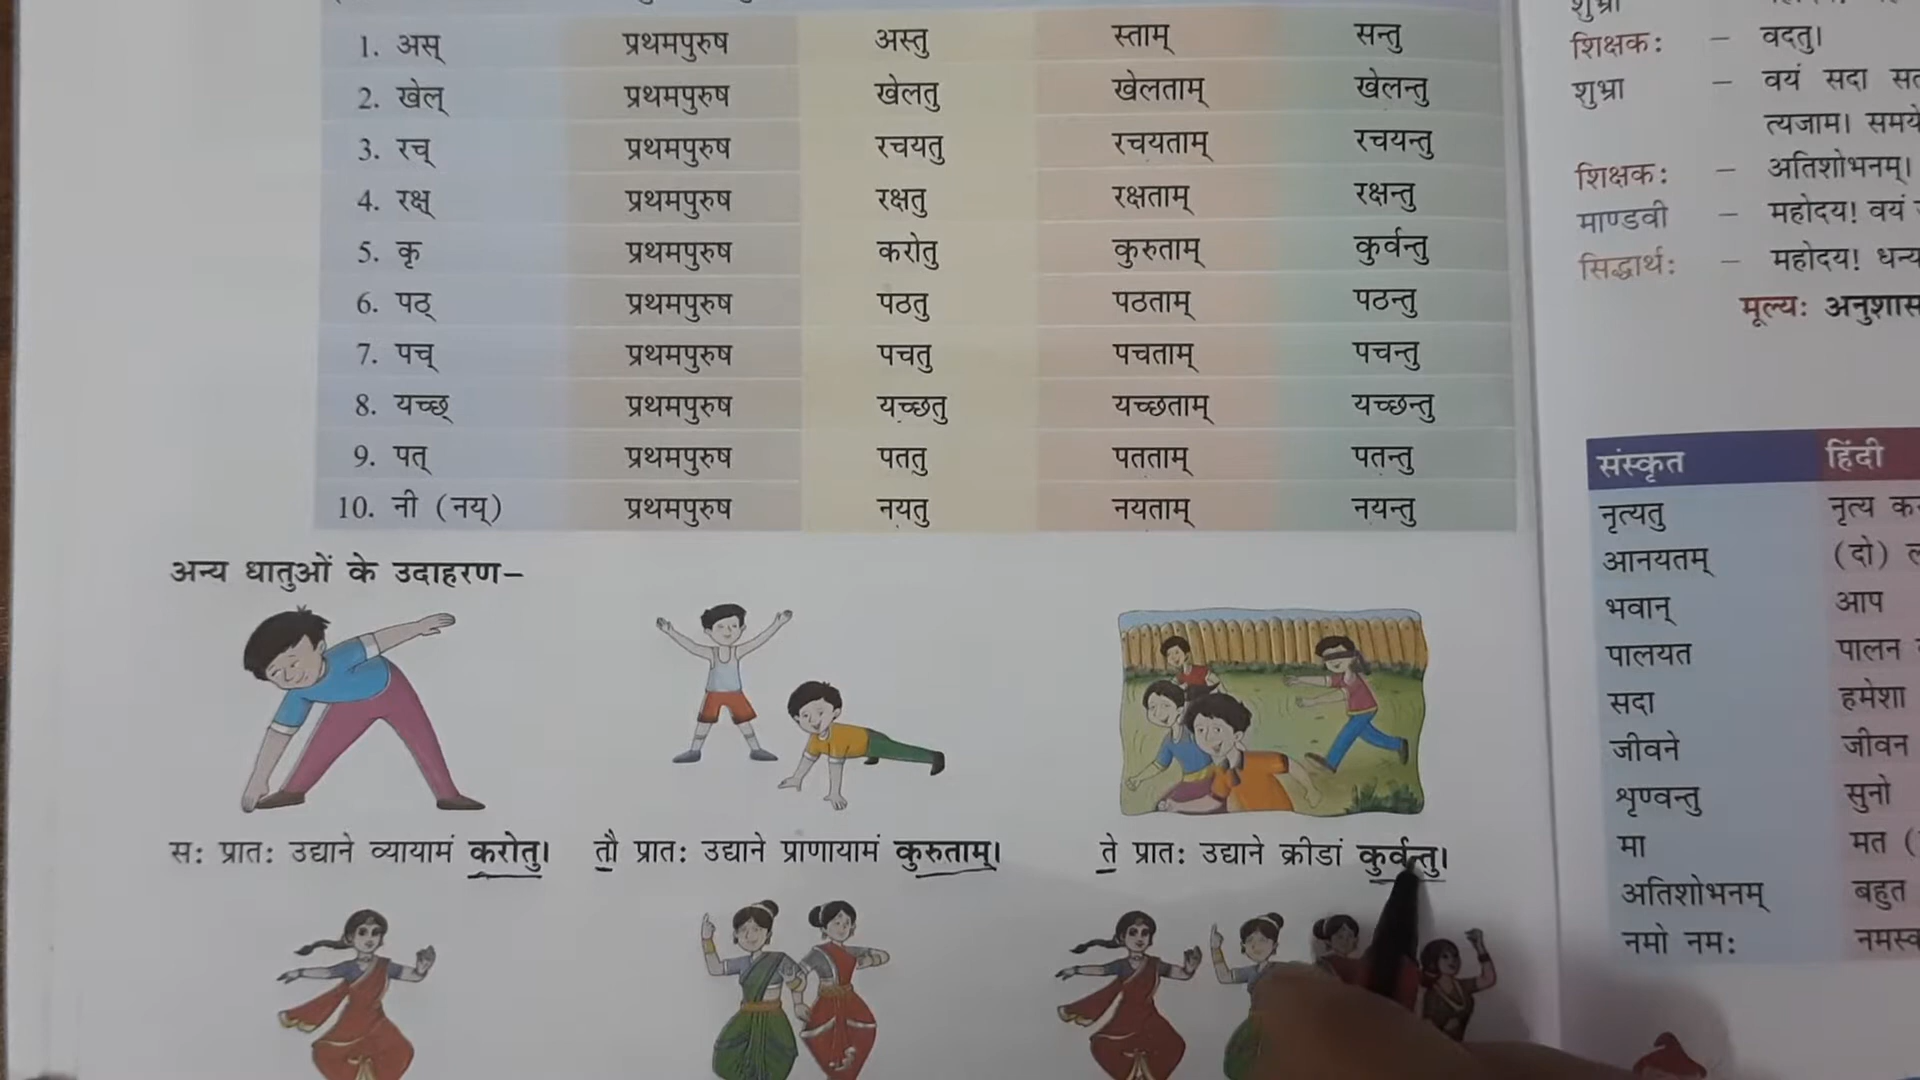 1. अस् प्रथमपुरुष अस्तु स्ताम् सन्तु
2. खेल् प्रथमपुरुष खेलतु खेलताम् खेलन्तु
3. रच् प्रथमपुरुष रचयतु रचयताम् रचयन्तु
4. रक्ष् प्रथमपुरुष रक्षतु रक्षताम् रक्षन्तु
5. कृ प्रथमपुरुष करोतु कुरुताम् कुर्वन्तु
6. पठ् प्रथमपुरुष पठतु पठताम् पठन्तु
7. पच् प्रथमपुरुष पचतु पचताम् पचन्तु
8. यच्छ् प्रथमपुरुष यच्छतु यच्छताम् यच्छन्तु
9. पत् प्रथमपुरुष पततु पतताम् पतन्तु
10. नी (नय्) प्रथमपुरुष नयतु नयताम् नयन्तु
अन्य धातुओं के उदाहरण–
सः प्रातः उद्याने व्यायामं करोतु।
तौ प्रातः उद्याने प्राणायामं कुरुताम्।
ते प्रातः उद्याने क्रीडां कुर्वन्तु।
शुभ्रा
शिक्षकः – वदतु।
शुभ्रा – वयं सदा
त्यजाम। समये
शिक्षकः – अतिशोभनम्।
माण्डवी – महोदय! वयं
सिद्धार्थः – महोदय!
मूल्यः
संस्कृत हिंदी
नृत्यतु नृत्य
आनयतम् (दो)
भवान् आप
पालयत पालन
सदा हमेशा
जीवने जीवन
शृण्वन्तु सुनो
मा मत (
अतिशोभनम् बहुत
नमो नमः